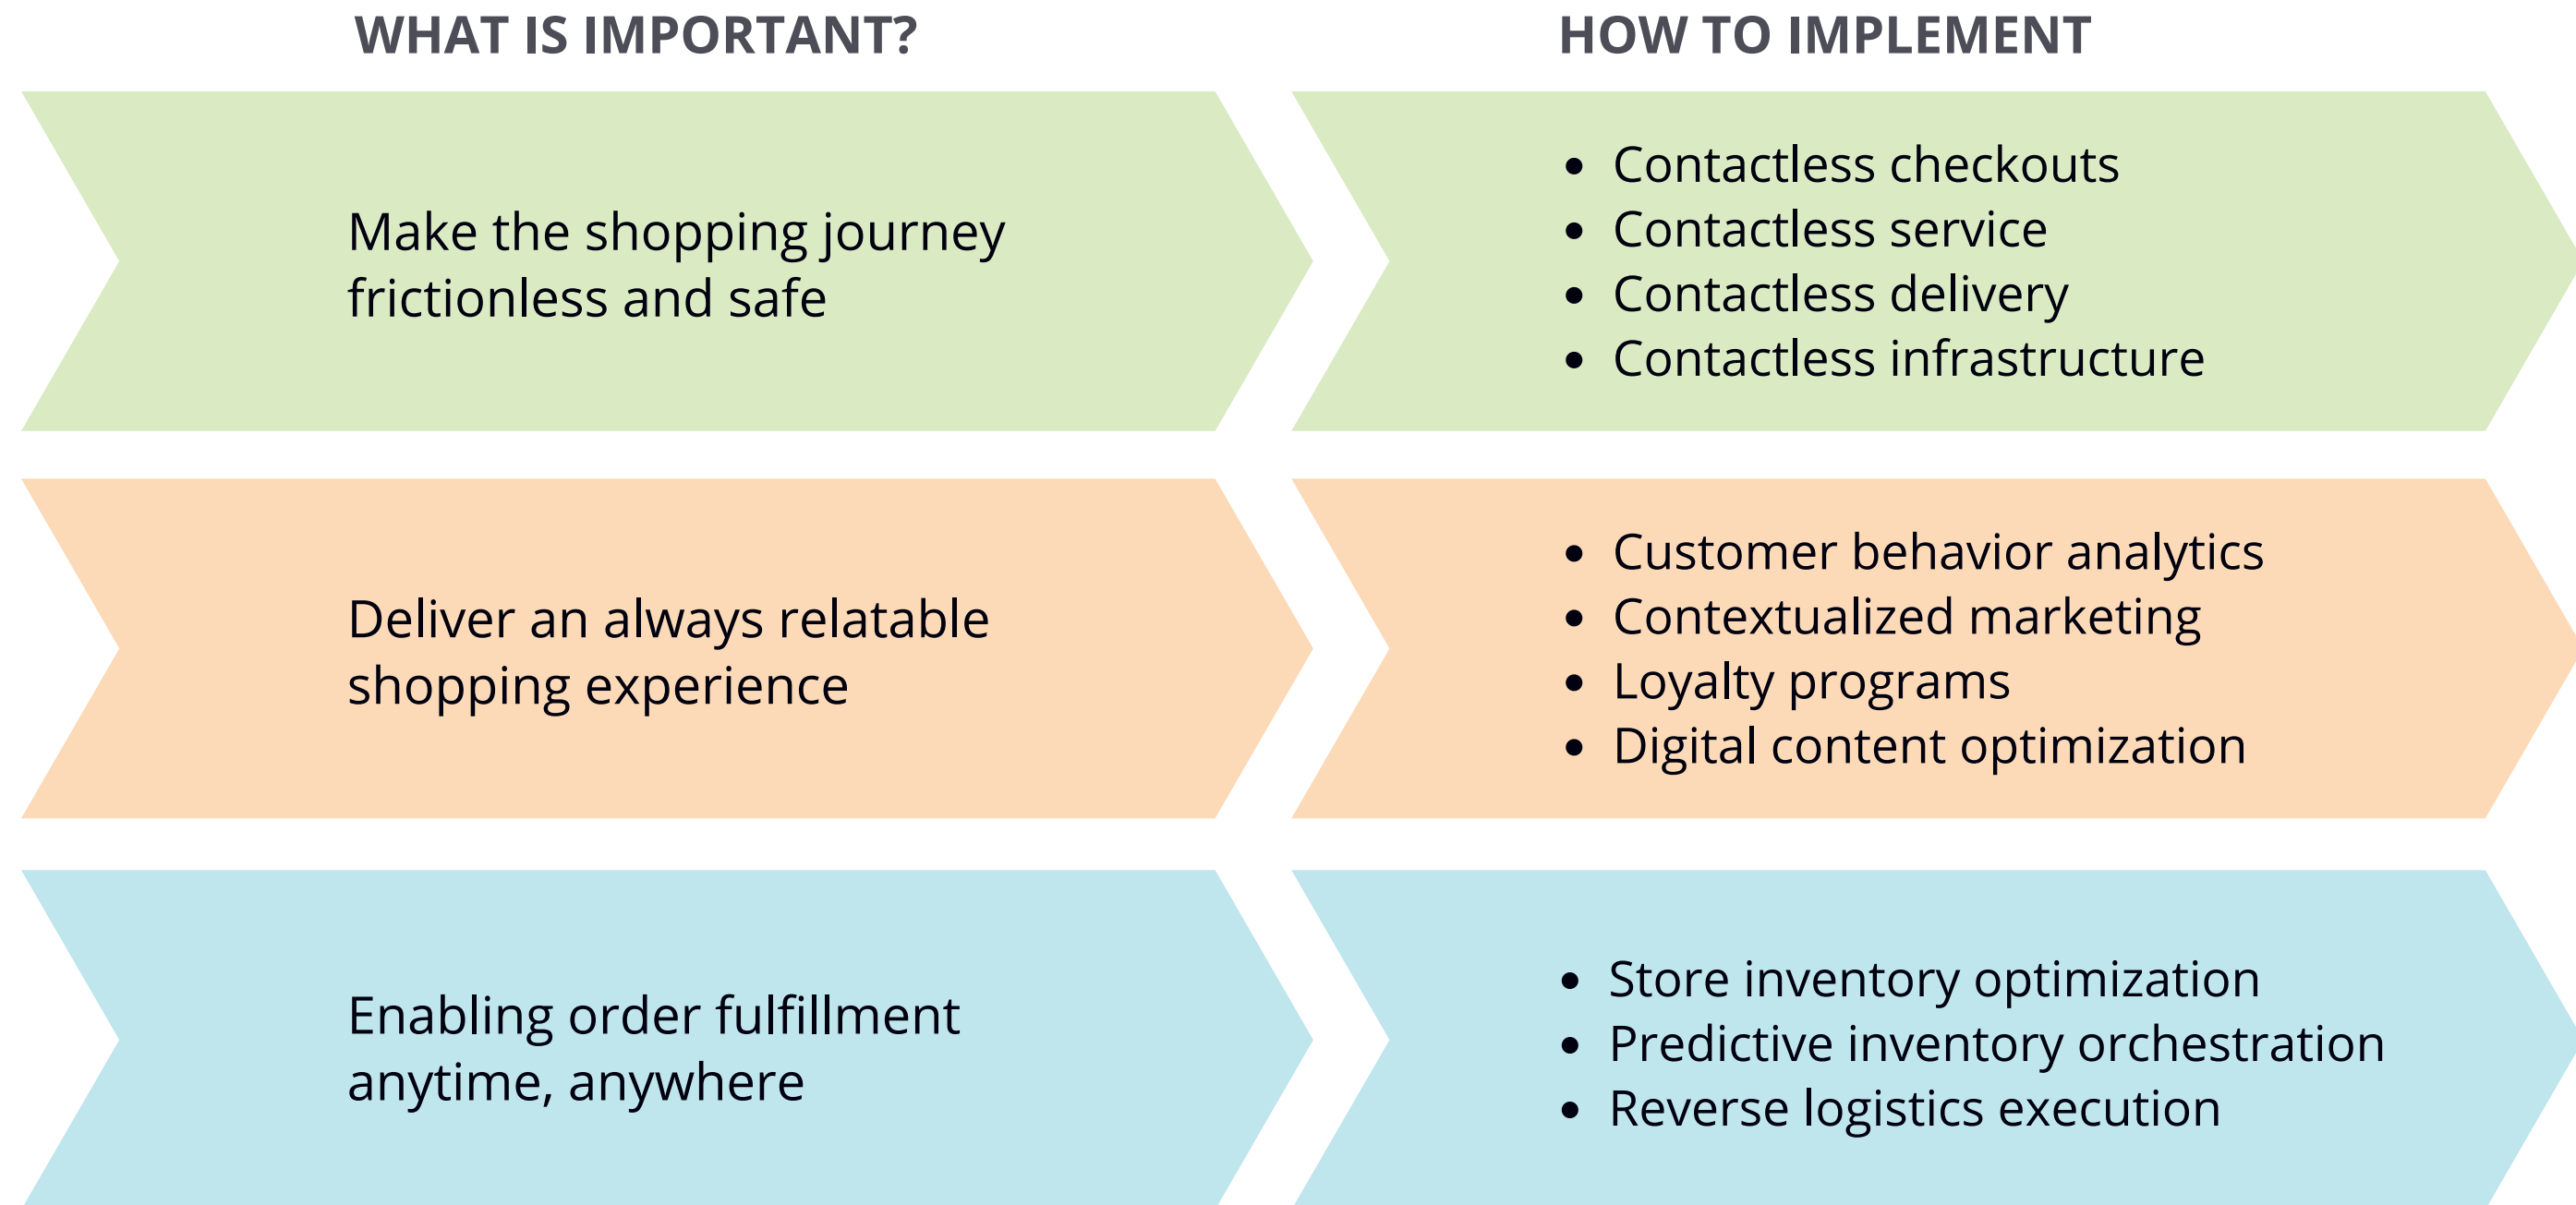 WHAT IS IMPORTANT?
HOW TO IMPLEMENT
Make the shopping journey
frictionless and safe
• Contactless checkouts
• Contactless service
• Contactless delivery
• Contactless infrastructure
Deliver an always relatable
shopping experience
• Customer behavior analytics
• Contextualized marketing
• Loyalty programs
• Digital content optimization
Enabling order fulfillment
anytime, anywhere
• Store inventory optimization
• Predictive inventory orchestration
• Reverse logistics execution